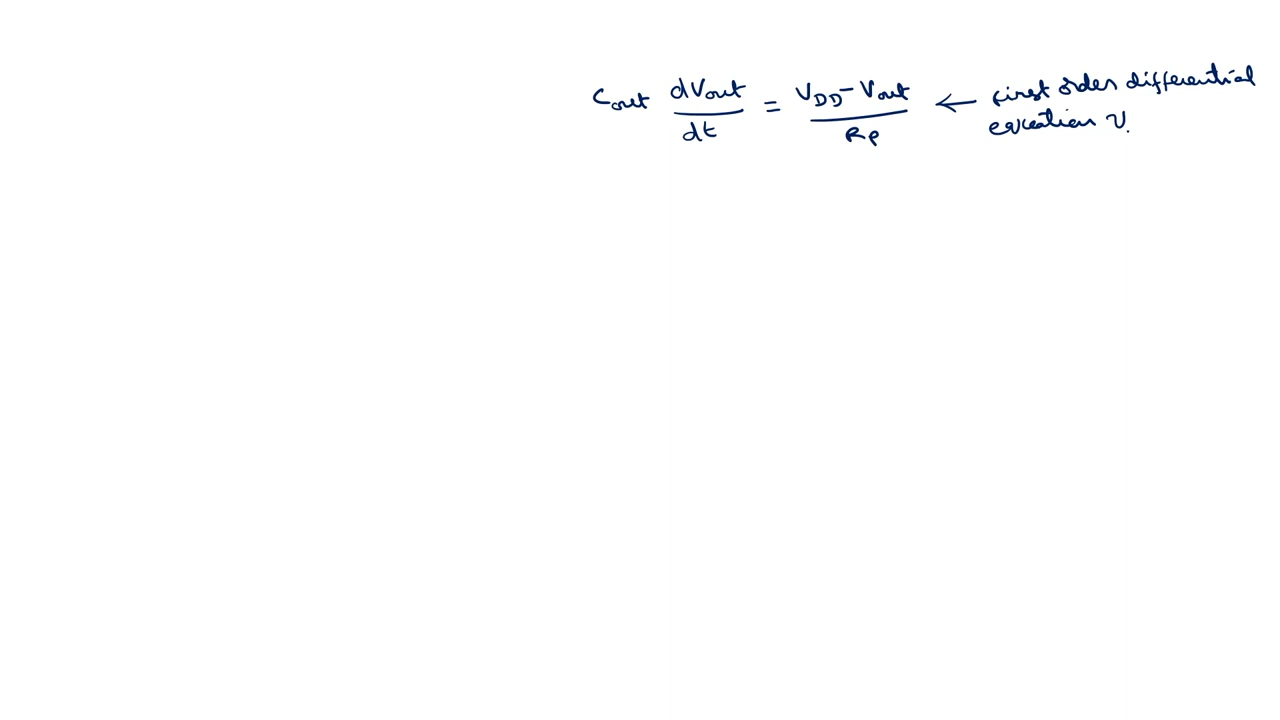 Cout dVout/dt = VDD - Vout/Rp ← first order differential
equation v.